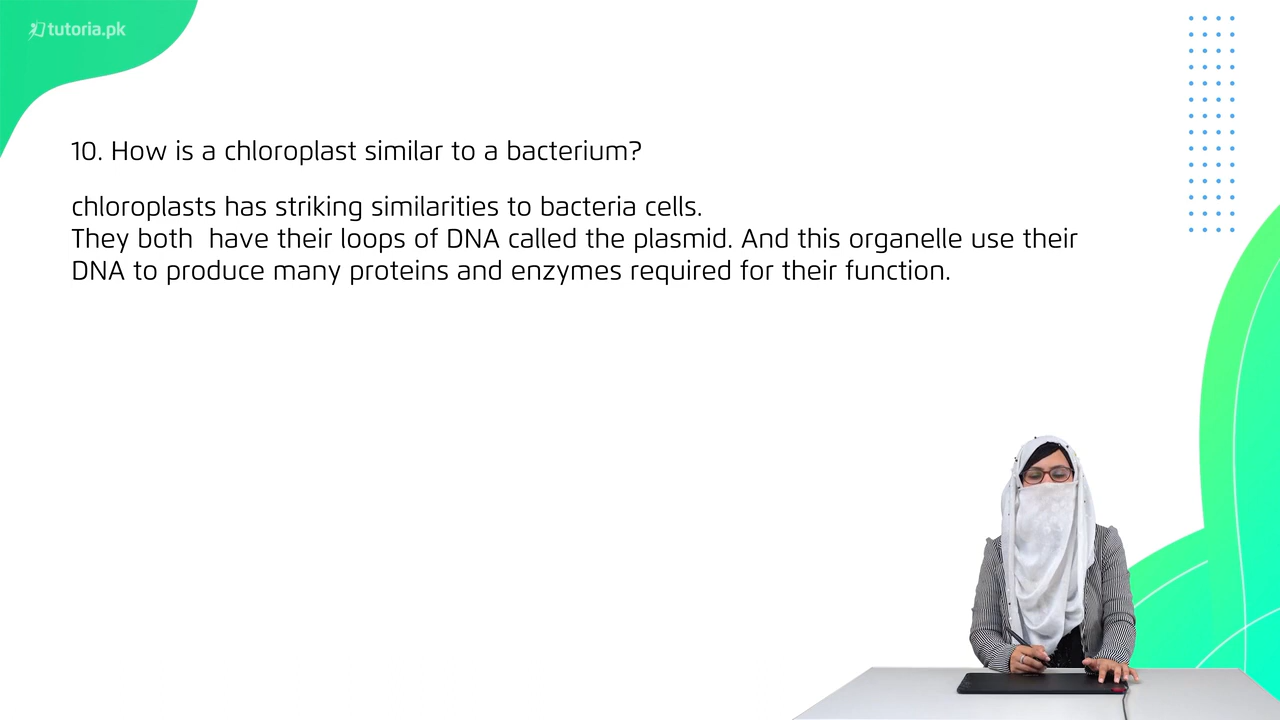 tutoria.pk
10. How is a chloroplast similar to a bacterium?
chloroplasts has striking similarities to bacteria cells.
They both  have their loops of DNA called the plasmid. And this organelle use their
DNA to produce many proteins and enzymes required for their function.